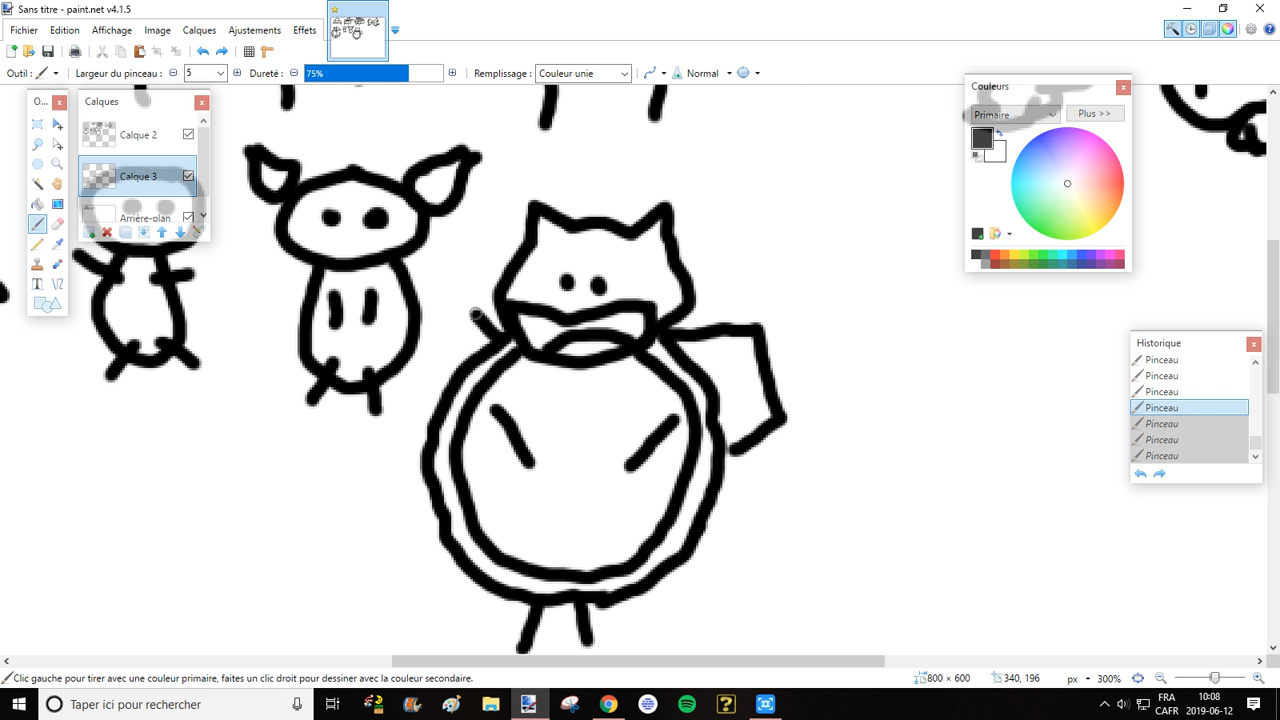 Sans titre - paint.net v4.1.5
Fichier Edition Affichage Image Calques Ajustements Effets
Outil : Largeur du pinceau : 5 Dureté : 75% Remplissage : Couleur unie Normal
O...
Calques
Calque 2
Calque 3
Arrière-plan
Couleurs
Primaire Plus >>
Historique
Pinceau
Pinceau
Pinceau
Pinceau
Pinceau
Pinceau
Pinceau
Clic gauche pour tirer avec une couleur primaire, faites un clic droit pour dessiner avec la couleur secondaire. 800 × 600 340, 196 px 300%
Taper ici pour rechercher
FRA 10:08
CAFR 2019-06-12